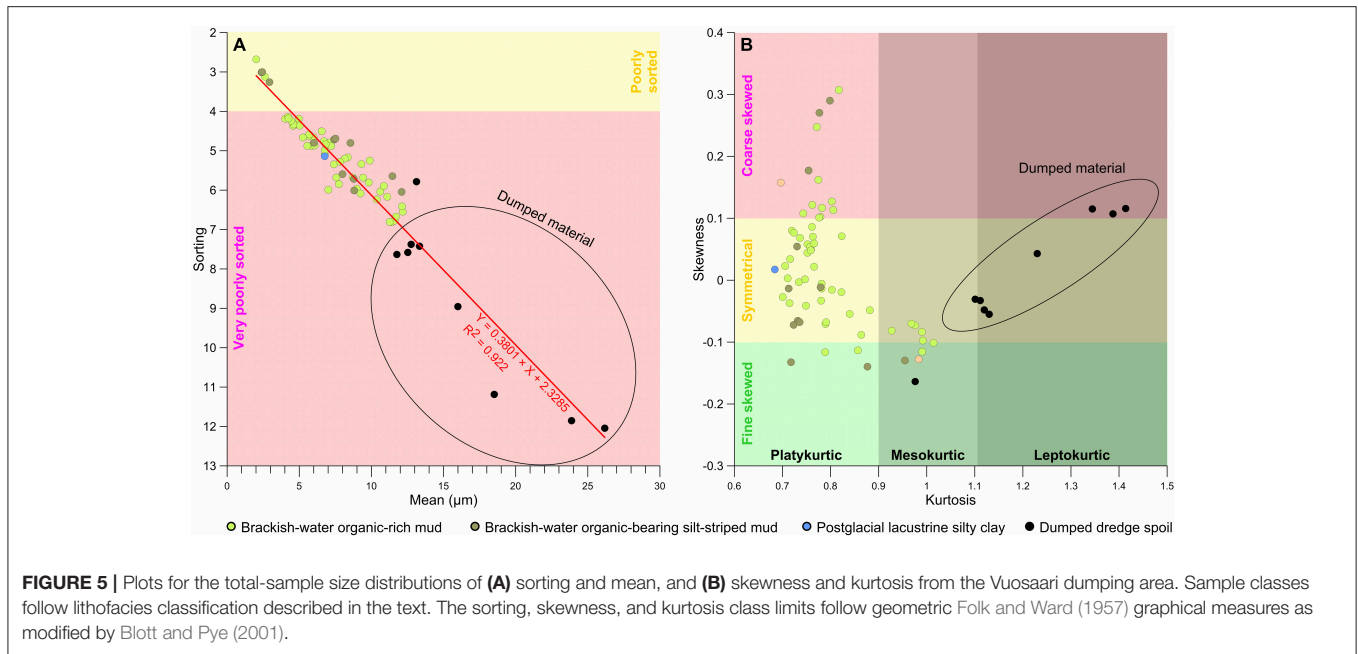 A
2
3
4
5
6
7
8
9
10
11
12
13
Sorting
Poorly
sorted
Very poorly sorted
Dumped material
Y = 0.3801 × X + 2.3285
R2 = 0.922
0
5
10
15
20
25
30
Mean (μm)
B
0.4
0.3
0.2
0.1
0
-0.1
-0.2
-0.3
Skewness
Coarse skewed
Symmetrical
Fine skewed
Dumped material
Platykurtic
Mesokurtic
Leptokurtic
0.6
0.7
0.8
0.9
1
1.1
1.2
1.3
1.4
1.5
Kurtosis
Brackish-water organic-rich mud
Brackish-water organic-bearing silt-striped mud
Postglacial lacustrine silty clay
Dumped dredge spoil
FIGURE 5 | Plots for the total-sample size distributions of (A) sorting and mean, and (B) skewness and kurtosis from the Vuosaari dumping area. Sample classes
follow lithofacies classification described in the text. The sorting, skewness, and kurtosis class limits follow geometric Folk and Ward (1957) graphical measures as
modified by Blott and Pye (2001).